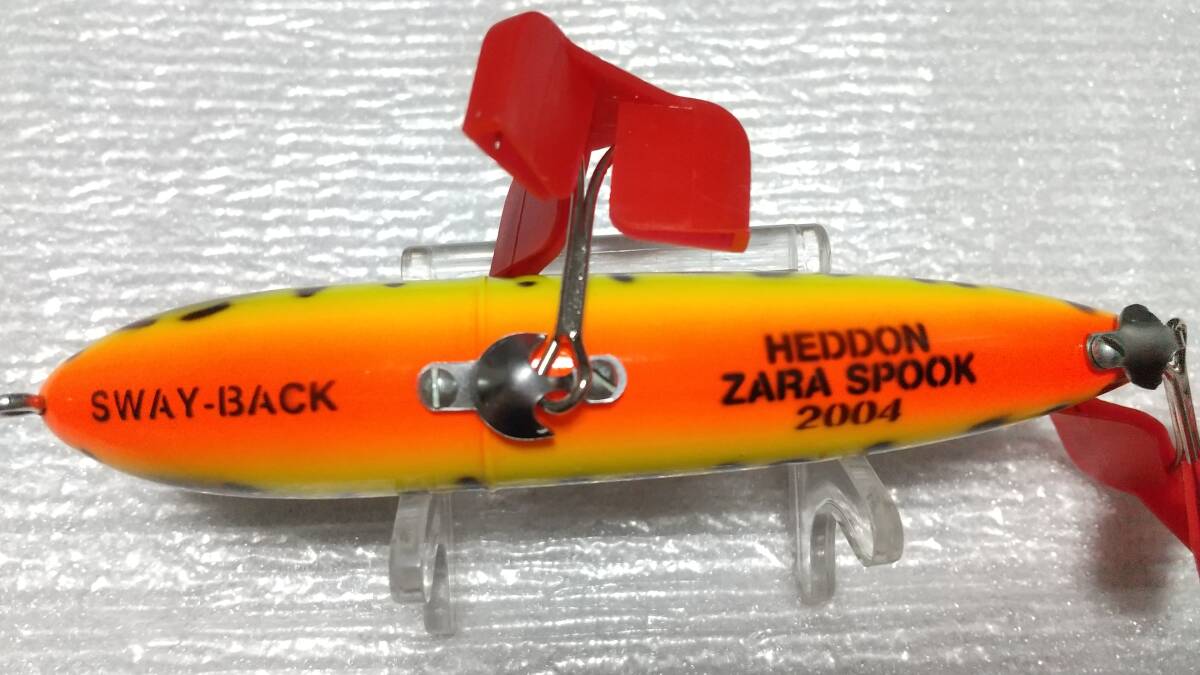 SWAY-BACK
HEDDON
ZARA SPOOK
2004